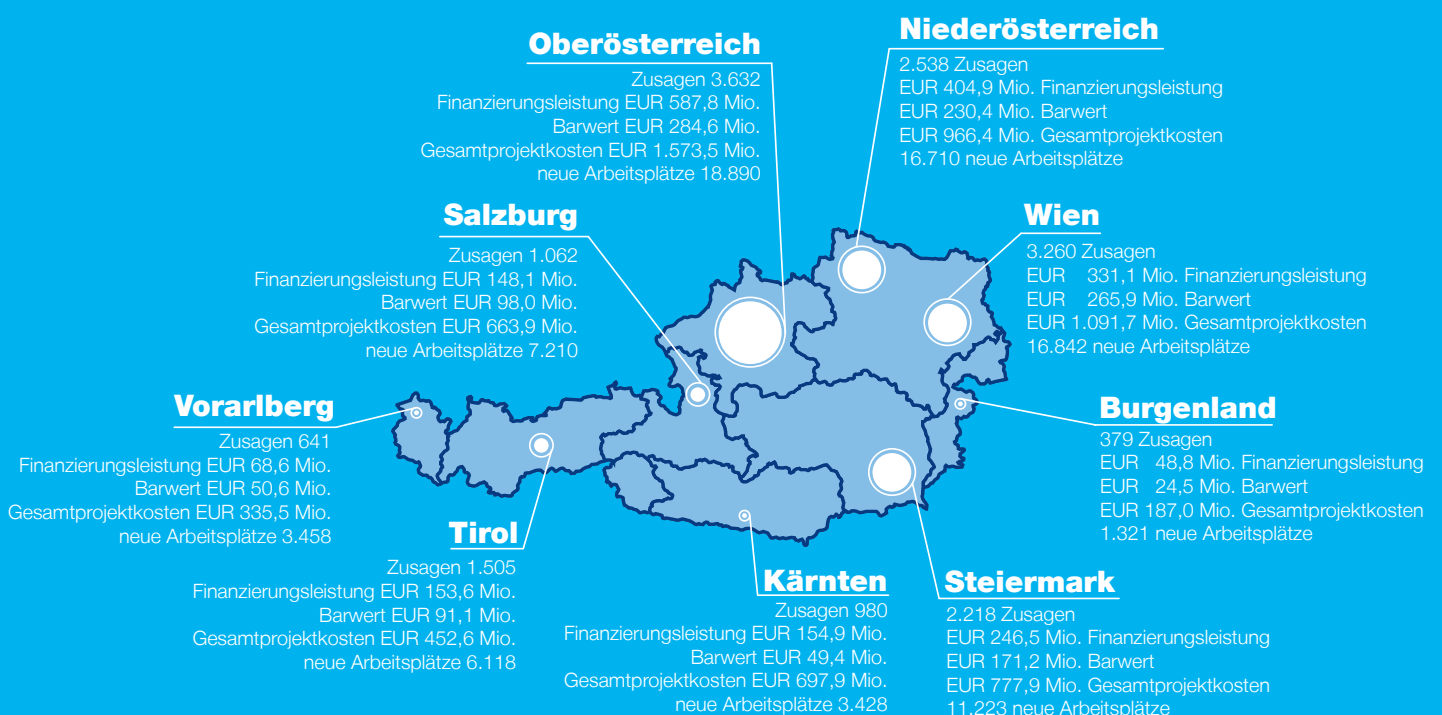 Oberösterreich
Zusagen 3.632
Finanzierungsleistung EUR 587,8 Mio.
Barwert EUR 284,6 Mio.
Gesamtprojektkosten EUR 1.573,5 Mio.
neue Arbeitsplätze 18.890
Niederösterreich
2.538 Zusagen
EUR 404,9 Mio. Finanzierungsleistung
EUR 230,4 Mio. Barwert
EUR 966,4 Mio. Gesamtprojektkosten
16.710 neue Arbeitsplätze
Salzburg
Zusagen 1.062
Finanzierungsleistung EUR 148,1 Mio.
Barwert EUR 98,0 Mio.
Gesamtprojektkosten EUR 663,9 Mio.
neue Arbeitsplätze 7.210
Wien
3.260 Zusagen
EUR 331,1 Mio. Finanzierungsleistung
EUR 265,9 Mio. Barwert
EUR 1.091,7 Mio. Gesamtprojektkosten
16.842 neue Arbeitsplätze
Vorarlberg
Zusagen 641
Finanzierungsleistung EUR 68,6 Mio.
Barwert EUR 50,6 Mio.
Gesamtprojektkosten EUR 335,5 Mio.
neue Arbeitsplätze 3.458
Burgenland
379 Zusagen
EUR 48,8 Mio. Finanzierungsleistung
EUR 24,5 Mio. Barwert
EUR 187,0 Mio. Gesamtprojektkosten
1.321 neue Arbeitsplätze
Tirol
Zusagen 1.505
Finanzierungsleistung EUR 153,6 Mio.
Barwert EUR 91,1 Mio.
Gesamtprojektkosten EUR 452,6 Mio.
neue Arbeitsplätze 6.118
Kärnten
Zusagen 980
Finanzierungsleistung EUR 154,9 Mio.
Barwert EUR 49,4 Mio.
Gesamtprojektkosten EUR 697,9 Mio.
neue Arbeitsplätze 3.428
Steiermark
2.218 Zusagen
EUR 246,5 Mio. Finanzierungsleistung
EUR 171,2 Mio. Barwert
EUR 777,9 Mio. Gesamtprojektkosten
11.223 neue Arbeitsplätze